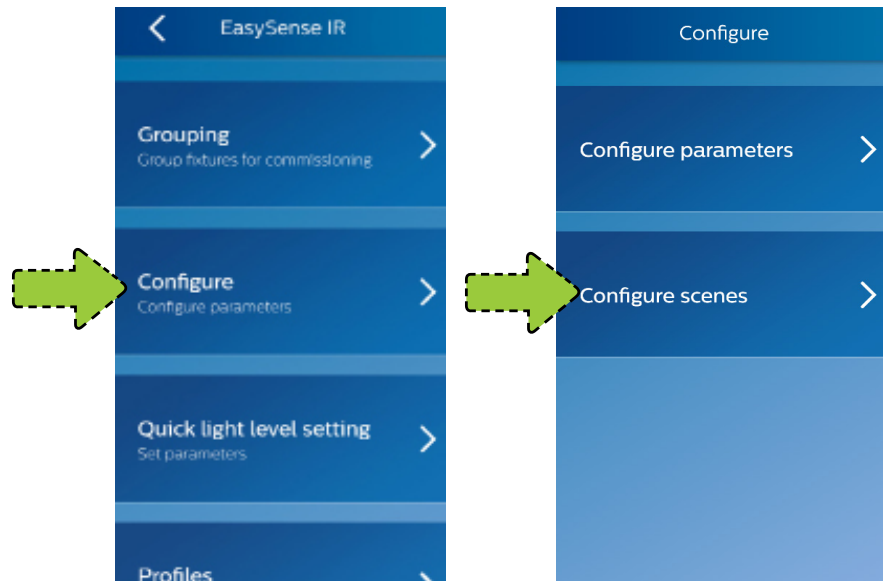 EasySense IR
Grouping
Group fixtures for commissioning
Configure
Configure parameters
Quick light level setting
Set parameters
Profiles
Configure
Configure parameters
Configure scenes